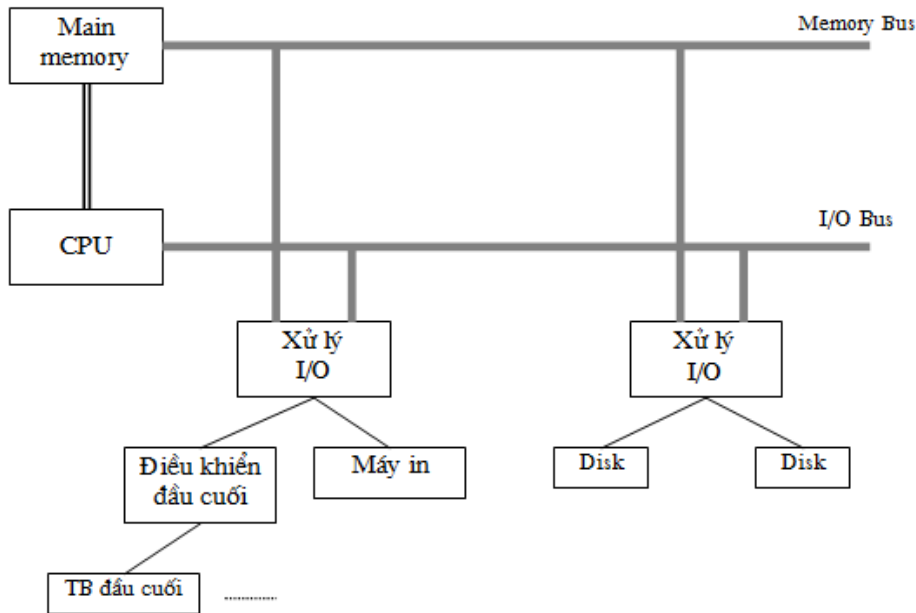 Main
memory
Memory Bus
CPU
I/O Bus
Xử lý
I/O
Xử lý
I/O
Điều khiển
đầu cuối
Máy in
Disk
Disk
TB đầu cuối
............